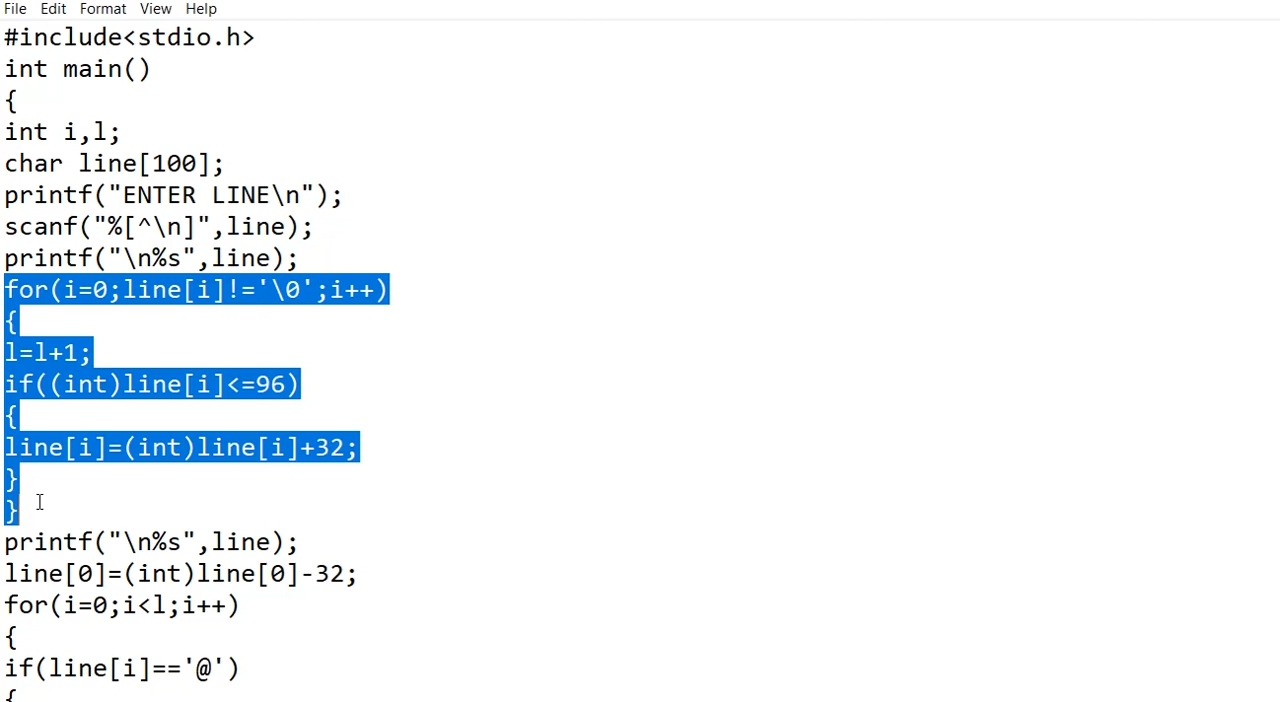 File Edit Format View Help
#include<stdio.h>
int main()
{
int i,l;
char line[100];
printf("ENTER LINE\n");
scanf("%[^\n]",line);
printf("\n%s",line);
for(i=0;line[i]!='\0';i++)
{
l=l+1;
if((int)line[i]<=96)
{
line[i]=(int)line[i]+32;
}
}
printf("\n%s",line);
line[0]=(int)line[0]-32;
for(i=0;i<l;i++)
{
if(line[i]=='@')
{